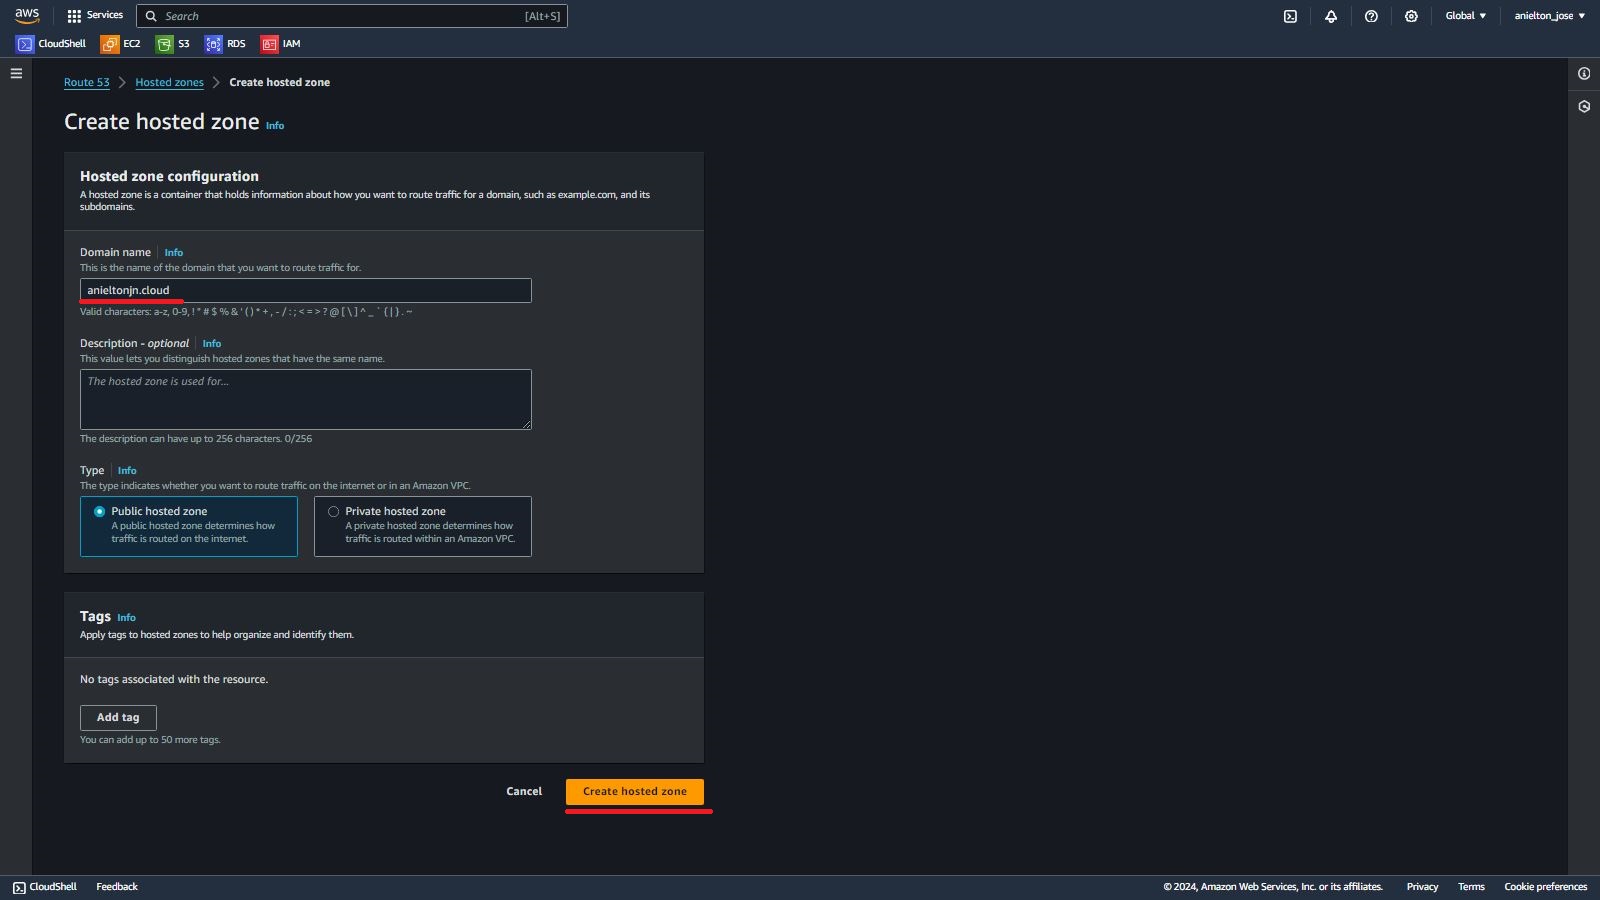 aws Services Search [Alt+S] Global ▼ anielton_jose ▼
CloudShell EC2 S3 RDS IAM
Route 53 > Hosted zones > Create hosted zone
Create hosted zone Info
Hosted zone configuration
A hosted zone is a container that holds information about how you want to route traffic for a domain, such as example.com, and its
subdomains.
Domain name Info
This is the name of the domain that you want to route traffic for.
anieltonjn.cloud
Valid characters: a-z, 0-9, ! " # $ % & ' ( ) * + , - / : ; < = > ? @ [ \ ] ^ _ ` { | } . ~
Description - optional Info
This value lets you distinguish hosted zones that have the same name.
The hosted zone is used for...
The description can have up to 256 characters. 0/256
Type Info
The type indicates whether you want to route traffic on the internet or in an Amazon VPC.
Public hosted zone
A public hosted zone determines how
traffic is routed on the internet.
Private hosted zone
A private hosted zone determines how
traffic is routed within an Amazon VPC.
Tags Info
Apply tags to hosted zones to help organize and identify them.
No tags associated with the resource.
Add tag
You can add up to 50 more tags.
Cancel Create hosted zone
CloudShell Feedback © 2024, Amazon Web Services, Inc. or its affiliates. Privacy Terms Cookie preferences